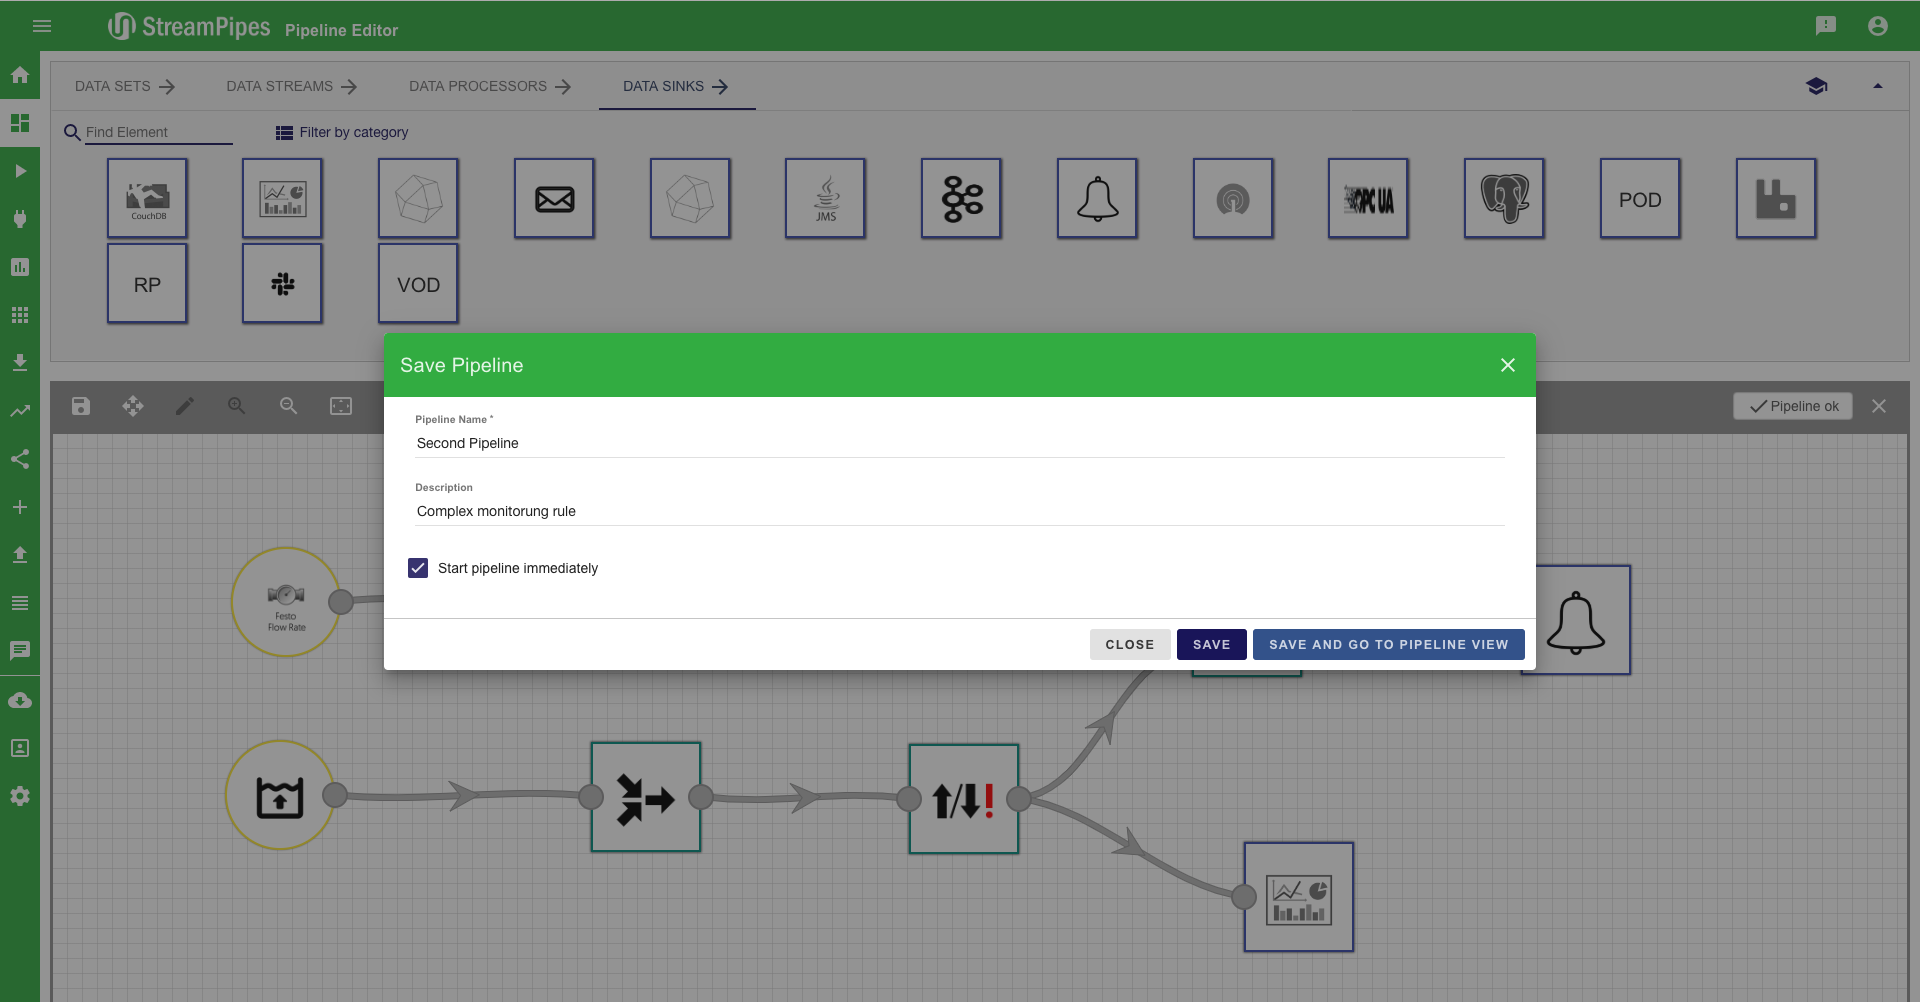 StreamPipes Pipeline Editor
DATA SETS DATA STREAMS DATA PROCESSORS DATA SINKS
Find Element Filter by category
CouchDB
JMS
OPC UA
POD
RP
VOD
Save Pipeline
Pipeline ok
Pipeline Name *
Second Pipeline
Description
Complex monitorung rule
Start pipeline immediately
Festo
Flow Rate
CLOSE SAVE SAVE AND GO TO PIPELINE VIEW